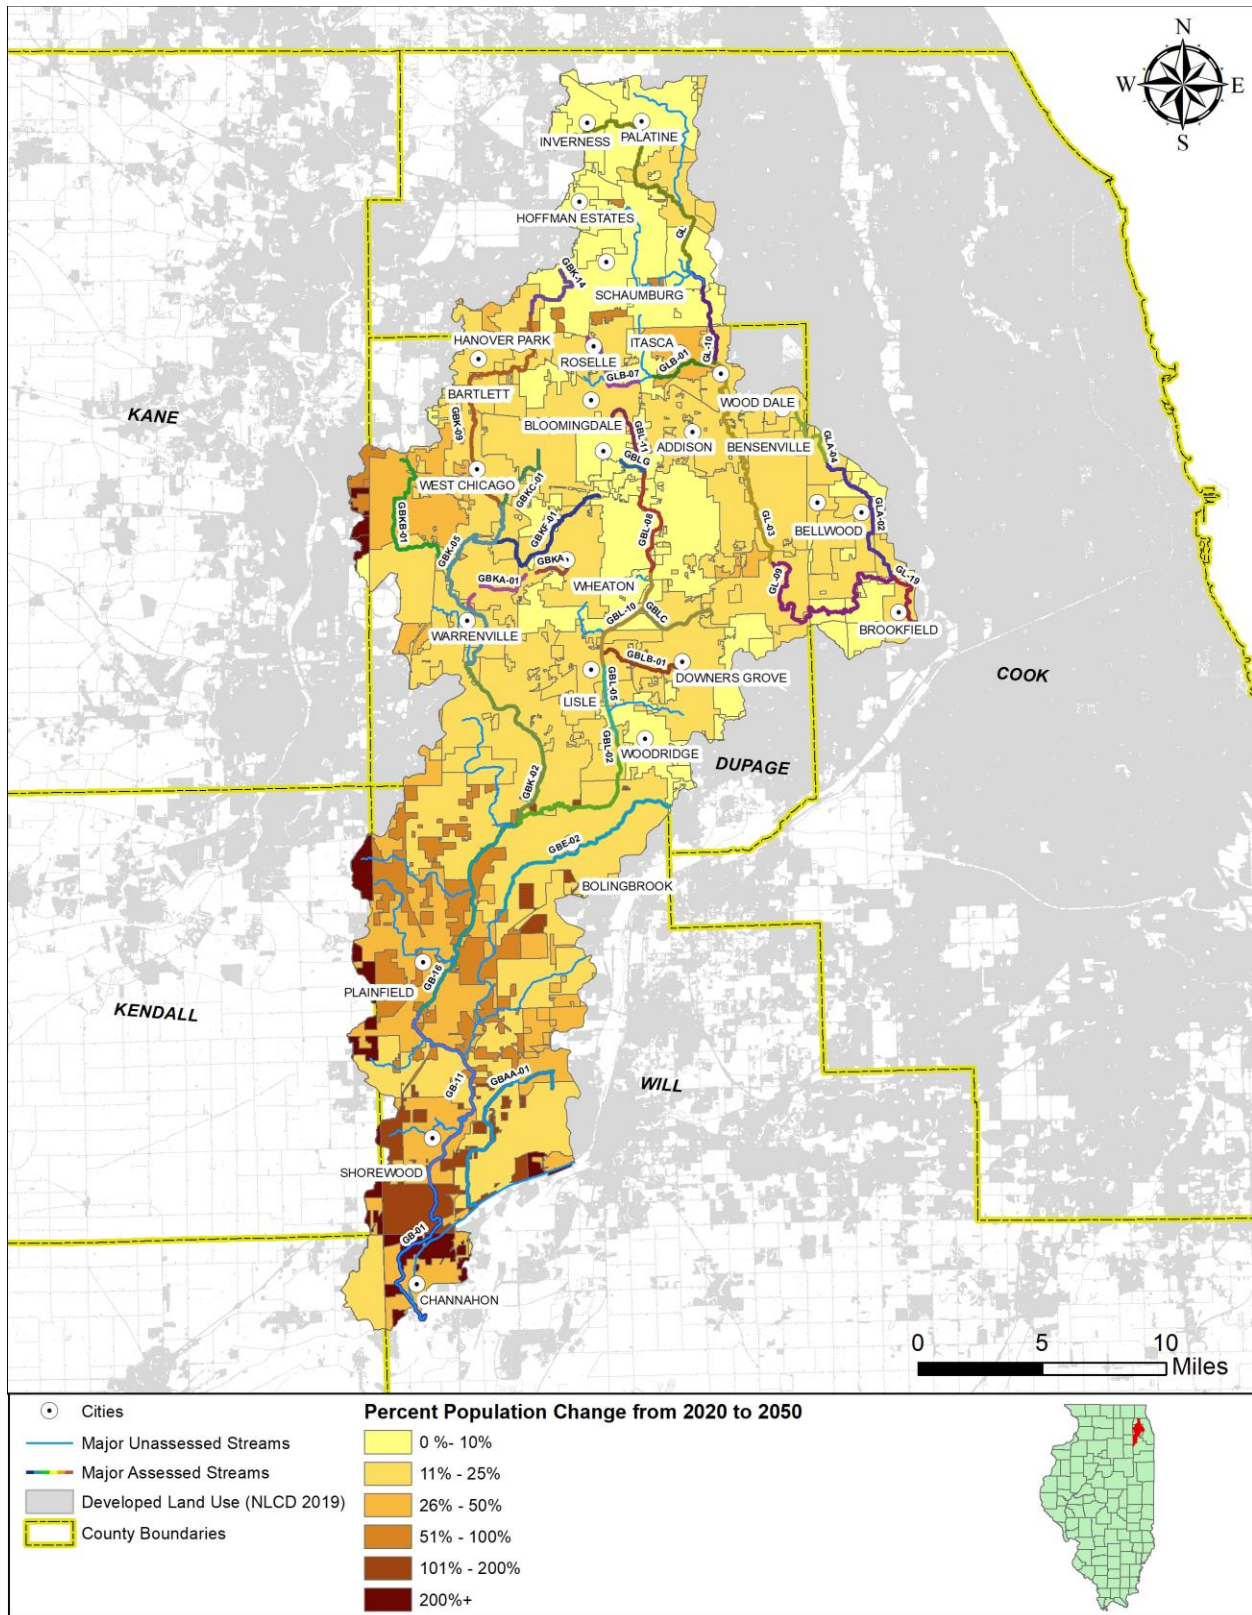 N
W E
S
INVERNESS
PALATINE
HOFFMAN ESTATES
GL
GBK-14
SCHAUMBURG
HANOVER PARK
ITASCA
GL-10
ROSELLE
GLB-01
GLB-07
BARTLETT
WOOD DALE
KANE
GBK-09
BLOOMINGDALE
GBL-11
ADDISON
BENSENVILLE
GLA-04
GBLG
WEST CHICAGO
GBKC-01
BELLWOOD
GLA-02
GBKB-01
GBKF-01
GBL-08
GL-03
GBK-05
GBKA
WHEATON
GBKA-01
GL-09
GL-19
GBL-10
GBLC
WARRENVILLE
BROOKFIELD
GBLB-01
DOWNERS GROVE
COOK
LISLE
GBL-05
GBL-02
WOODRIDGE
DUPAGE
GBK-02
GBE-02
BOLINGBROOK
GB-16
PLAINFIELD
KENDALL
GB-11
GBAA-01
WILL
SHOREWOOD
GB-01
CHANNAHON
0 5 10
Miles
Cities
Major Unassessed Streams
Major Assessed Streams
Developed Land Use (NLCD 2019)
County Boundaries
Percent Population Change from 2020 to 2050
0 %- 10%
11% - 25%
26% - 50%
51% - 100%
101% - 200%
200%+